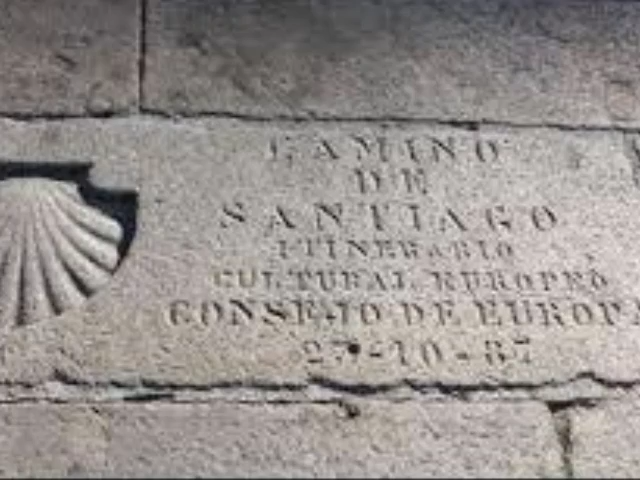 CAMINO
DE
SANTIAGO
ITINERARIO
CULTURAL EUROPEO
CONSEJO DE EUROPA
23-10-87